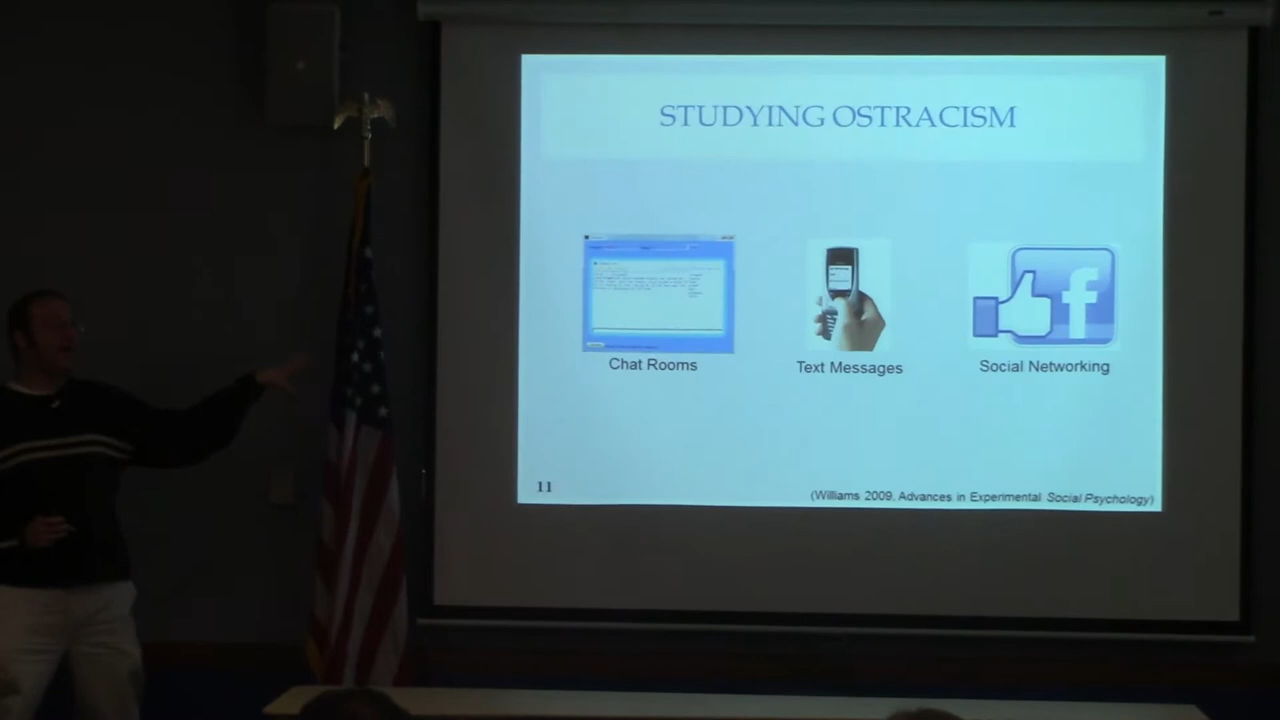 STUDYING OSTRACISM
Chat Rooms
Text Messages
Social Networking
11
(Williams 2009, Advances in Experimental Social Psychology)